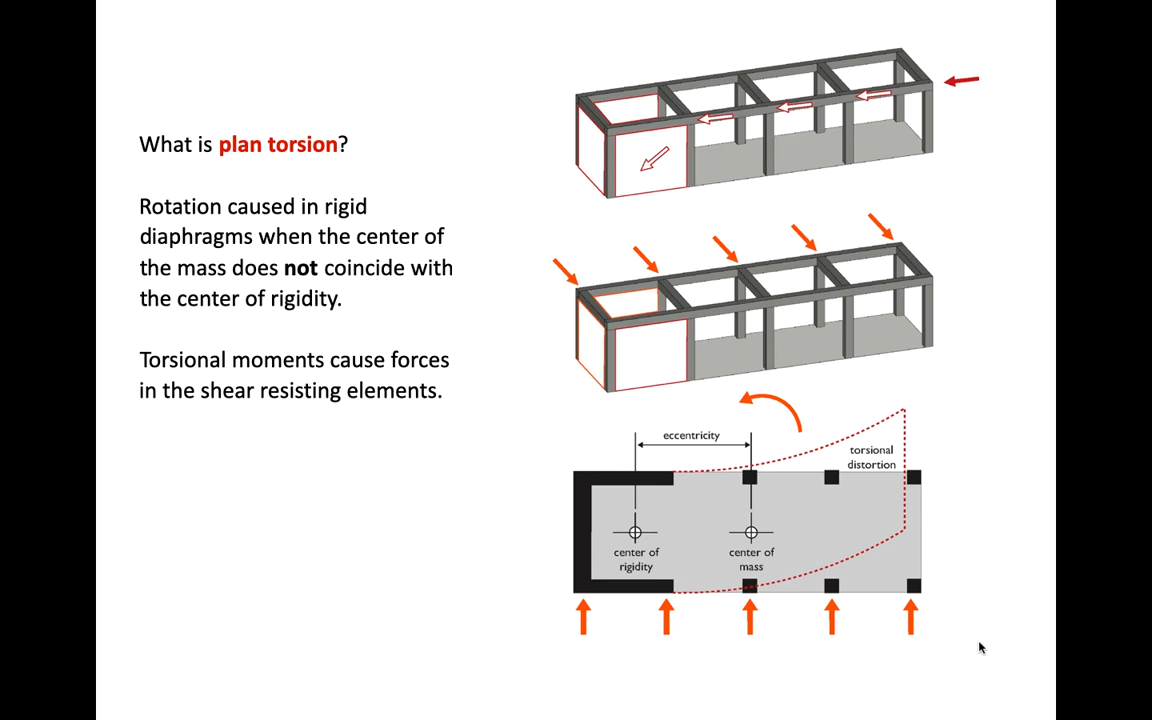 What is plan torsion?
Rotation caused in rigid
diaphragms when the center of
the mass does not coincide with
the center of rigidity.
Torsional moments cause forces
in the shear resisting elements.
eccentricity
torsional
distortion
center of
rigidity
center of
mass